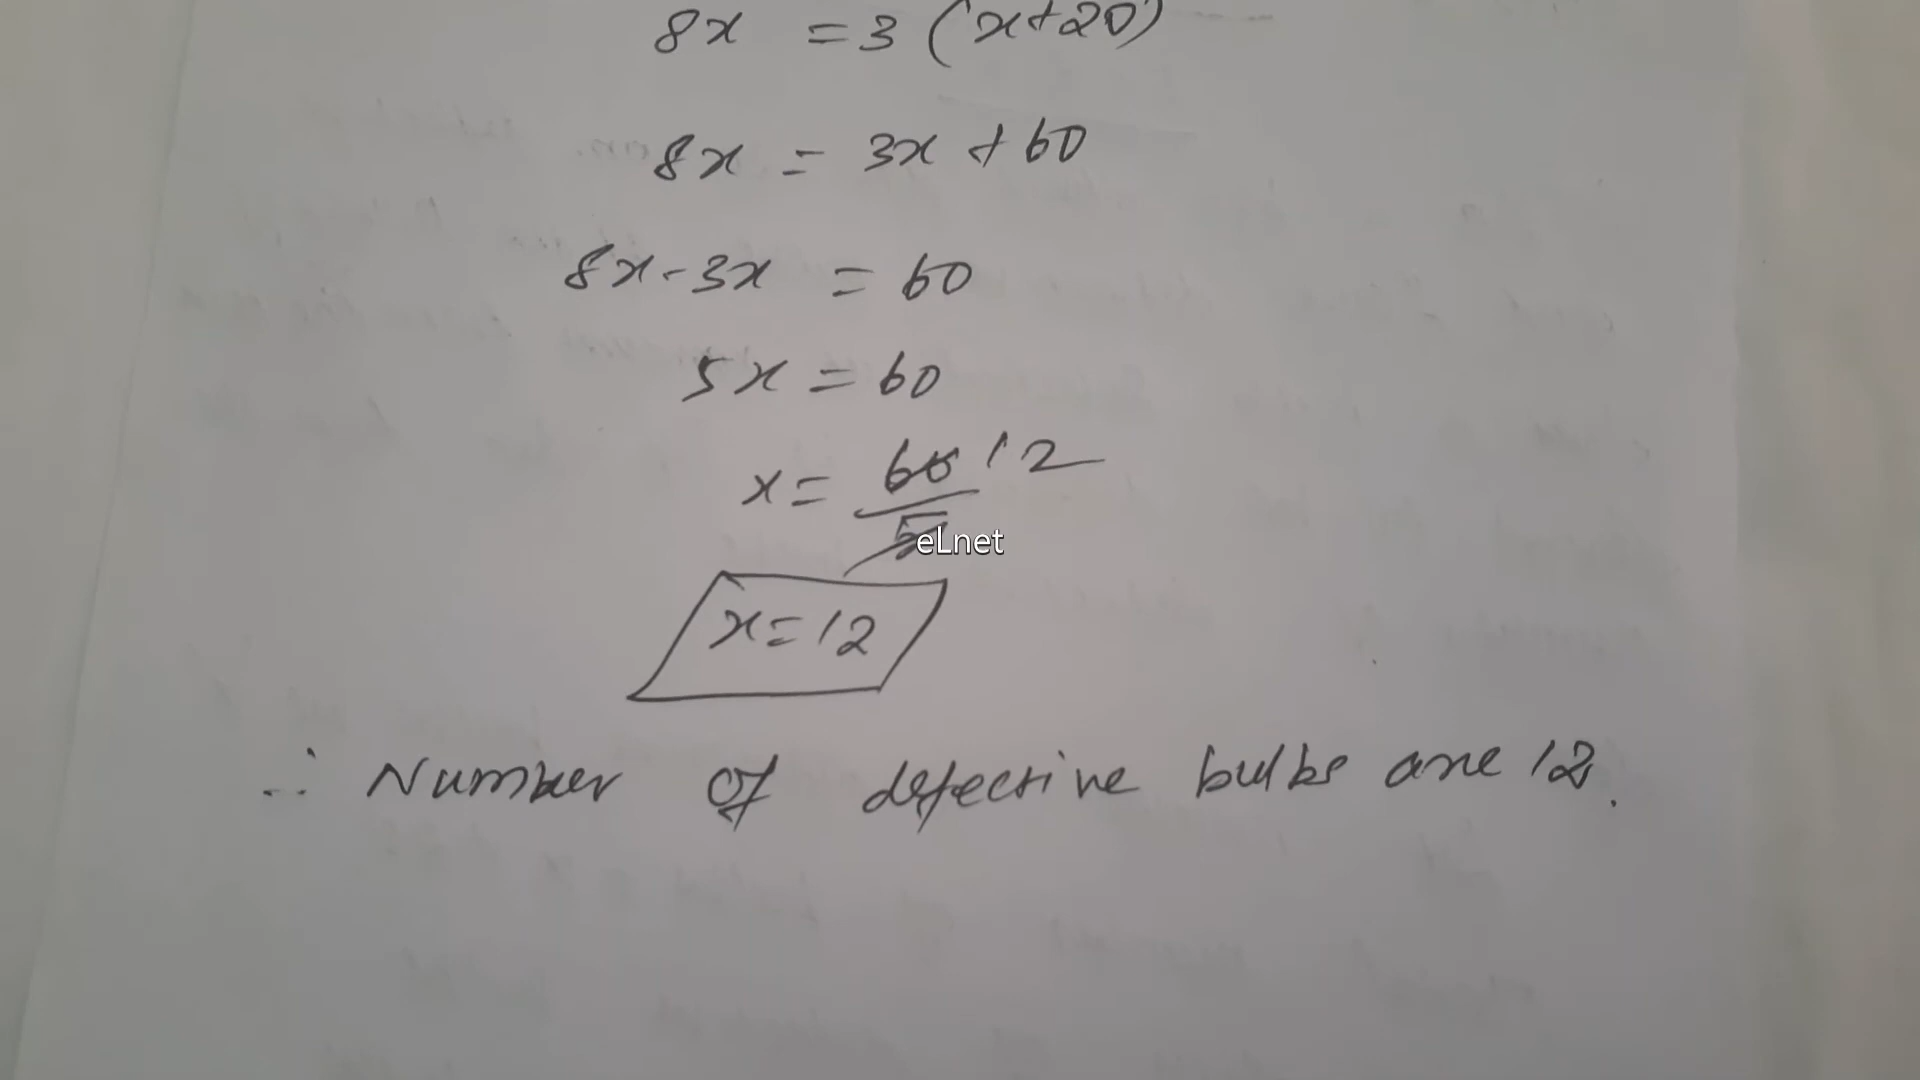 8x = 3 (x+20)
8x = 3x + 60
8x - 3x = 60
5x = 60
x = 60/5 12
eLnet
x = 12
∴ Number of defective bulbs are 12.